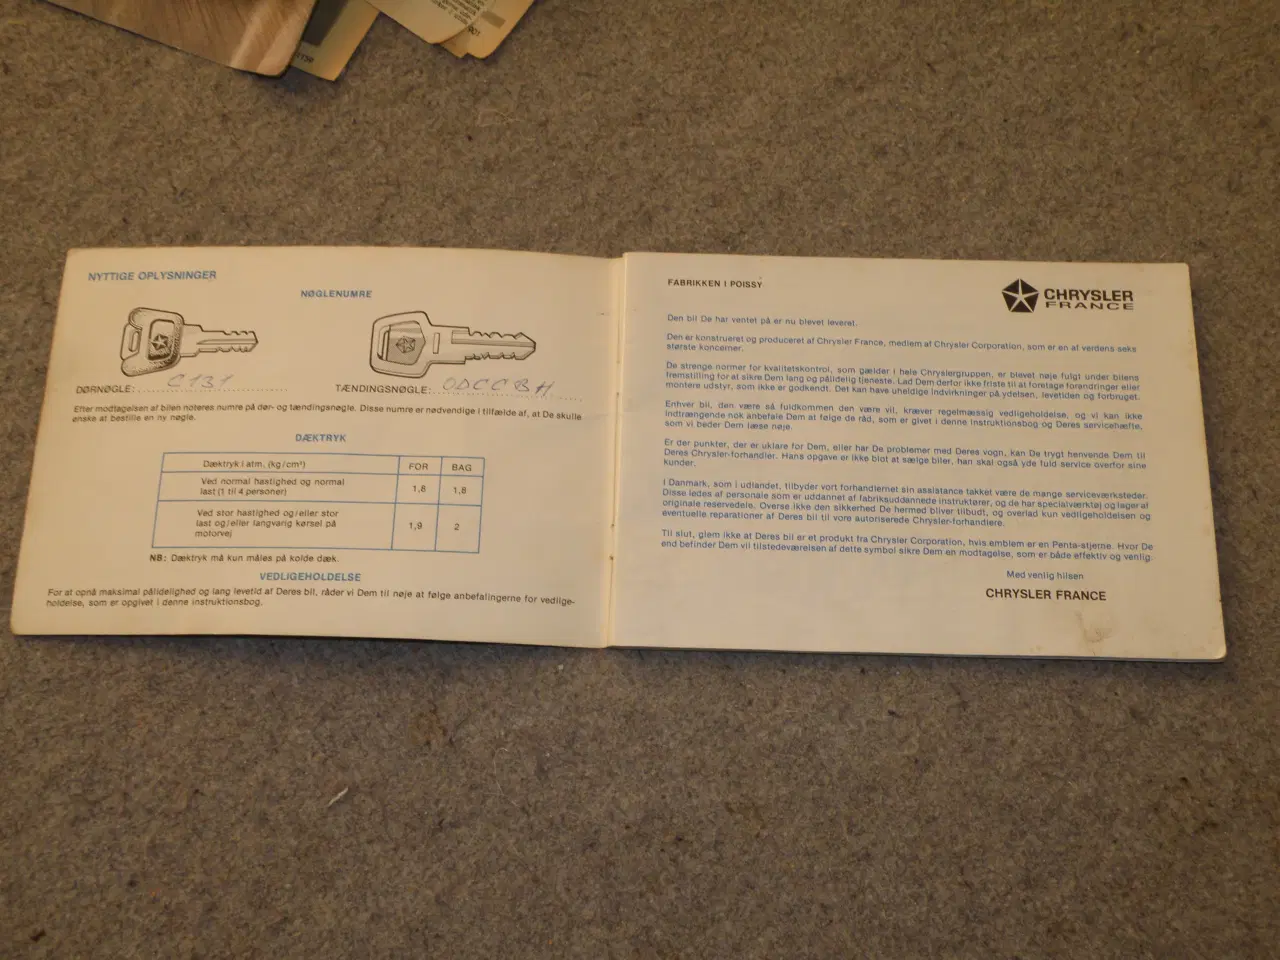 NYTTIGE OPLYSNINGER
NØGLENUMRE
DØRNØGLE: C131
TÆNDINGSNØGLE:
Efter modtagelsen af bilen noteres numre på dør- og tændingsnøgle. Disse numre er nødvendige i tilfælde af, at De skulle
ønske at bestille en ny nøgle.
DÆKTRYK
Dæktryk i atm. (kg/cm²) FOR BAG
Ved normal hastighed og normal
last (1 til 4 personer) 1,8 1,8
Ved stor hastighed og/eller stor
last og/eller langvarig kørsel på
motorvej 1,9 2
NB: Dæktryk må kun måles på kolde dæk.
VEDLIGEHOLDELSE
For at opnå maksimal pålidelighed og lang levetid af Deres bil, råder vi Dem til nøje at følge anbefalingerne for vedlige-
holdelse, som er opgivet i denne instruktionsbog.
FABRIKKEN I POISSY
CHRYSLER
FRANCE
Den bil De har ventet på er nu blevet leveret.
Den er konstrueret og produceret af Chrysler France, medlem af Chrysler Corporation, som er en af verdens seks
største koncerner.
De strenge normer for kvalitetskontrol, som gælder i hele Chryslergruppen, er blevet nøje fulgt under bilens
fremstilling for at sikre Dem lang og pålidelig tjeneste. Lad Dem derfor ikke friste til at foretage forandringer eller
montere udstyr, som ikke er godkendt. Det kan have uheldige indvirkninger på ydelsen, levetiden og forbruget.
Enhver bil, den være så fuldkommen den være vil, kræver regelmæssig vedligeholdelse, og vi kan ikke
indtrængende nok anbefale Dem at følge de råd, som er givet i denne instruktionsbog og Deres servicehæfte,
som vi beder Dem læse nøje.
Er der punkter, der er uklare for Dem, eller har De problemer med Deres vogn, kan De trygt henvende Dem til
Deres Chrysler-forhandler. Hans opgave er ikke blot at sælge biler, han skal også yde fuld service overfor sine
kunder.
I Danmark, som i udlandet, tilbyder vort forhandlernet sin assistance takket være de mange serviceværksteder.
Disse ledes af personale som er uddannet af fabriksuddannede instruktører, og de har specialværktøj og lager af
originale reservedele. Overse ikke den sikkerhed De hermed bliver tilbudt, og overlad kun vedligeholdelsen og
eventuelle reparationer af Deres bil til vore autoriserede Chrysler-forhandlere.
Til slut, glem ikke at Deres bil er et produkt fra Chrysler Corporation, hvis emblem er en Penta-stjerne. Hvor De
end befinder Dem vil tilstedeværelsen af dette symbol sikre Dem en modtagelse, som er både effektiv og venlig.
Med venlig hilsen
CHRYSLER FRANCE